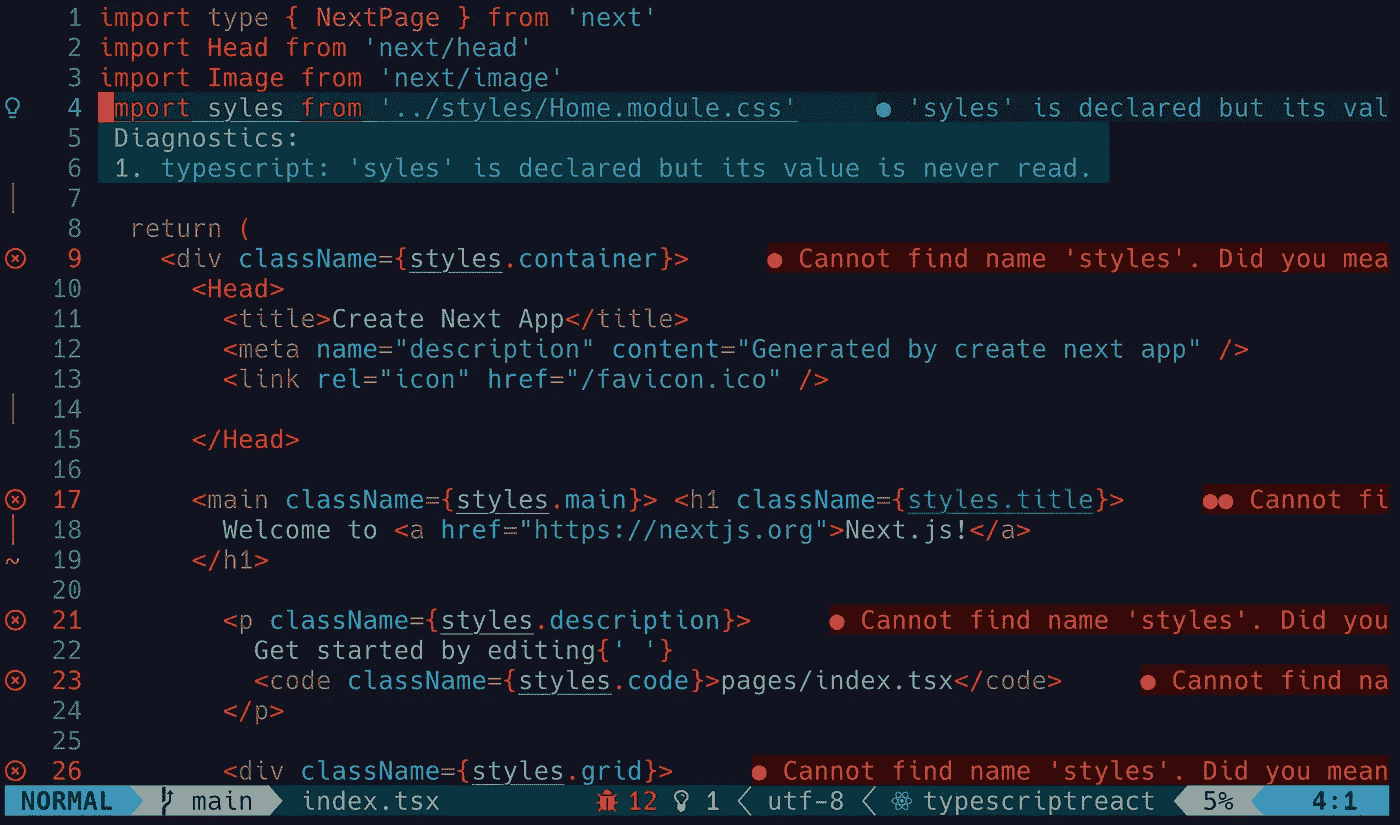 1 import type { NextPage } from 'next'
2 import Head from 'next/head'
3 import Image from 'next/image'
4 import syles from '../styles/Home.module.css' ● 'syles' is declared but its val
5 Diagnostics:
6 1. typescript: 'syles' is declared but its value is never read.
7
8 return (
9 <div className={styles.container}> ● Cannot find name 'styles'. Did you mea
10 <Head>
11 <title>Create Next App</title>
12 <meta name="description" content="Generated by create next app" />
13 <link rel="icon" href="/favicon.ico" />
14
15 </Head>
16
17 <main className={styles.main}> <h1 className={styles.title}> ●● Cannot fi
18 Welcome to <a href="https://nextjs.org">Next.js!</a>
~ 19 </h1>
20
21 <p className={styles.description}> ● Cannot find name 'styles'. Did you
22 Get started by editing{' '}
23 <code className={styles.code}>pages/index.tsx</code> ● Cannot find na
24 </p>
25
26 <div className={styles.grid}> ● Cannot find name 'styles'. Did you mean
NORMAL main index.tsx 12 1 utf-8 typescriptreact 5% 4:1